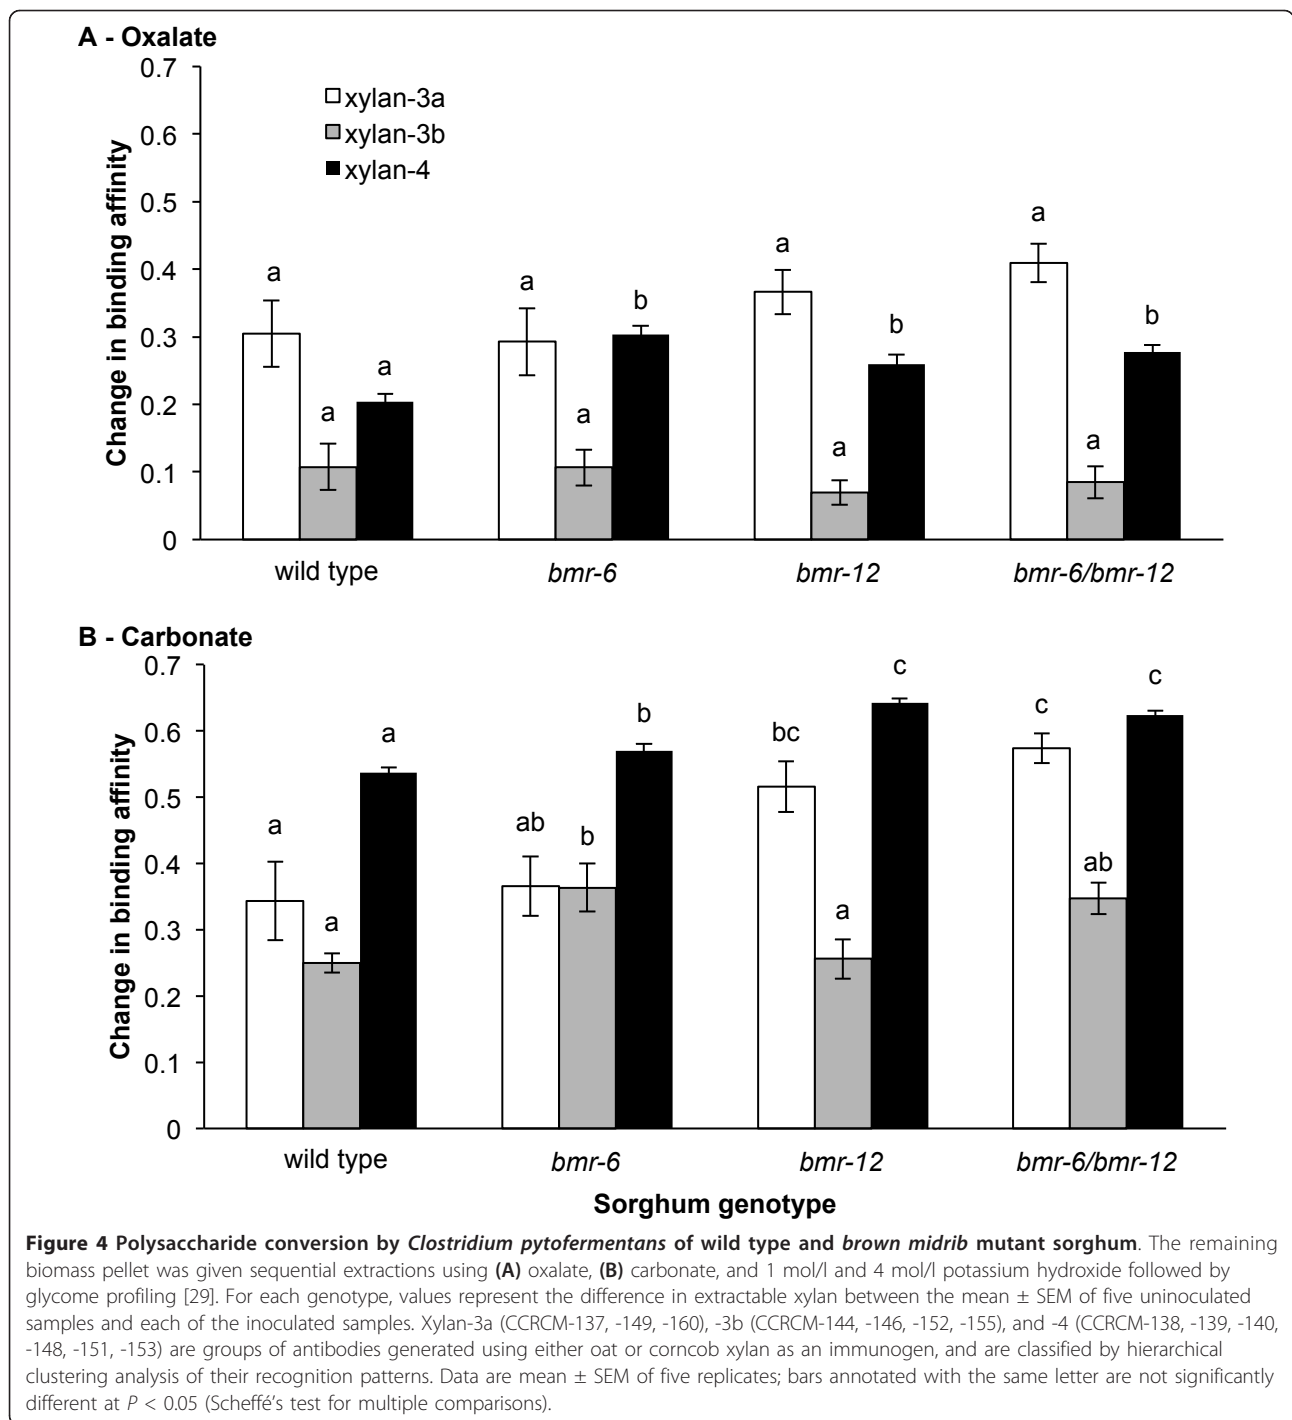 A - Oxalate
0.7
0.6
0.5
0.4
0.3
0.2
0.1
0
Change in binding affinity
xylan-3a
xylan-3b
xylan-4
a
a
a
a
a
b
a
a
b
a
a
b
wild type
bmr-6
bmr-12
bmr-6/bmr-12
B - Carbonate
0.7
0.6
0.5
0.4
0.3
0.2
0.1
0
Change in binding affinity
a
a
a
ab
b
b
bc
a
c
c
ab
c
wild type
bmr-6
bmr-12
bmr-6/bmr-12
Sorghum genotype
Figure 4 Polysaccharide conversion by Clostridium pytofermentans of wild type and brown midrib mutant sorghum. The remaining
biomass pellet was given sequential extractions using (A) oxalate, (B) carbonate, and 1 mol/l and 4 mol/l potassium hydroxide followed by
glycome profiling [29]. For each genotype, values represent the difference in extractable xylan between the mean ± SEM of five uninoculated
samples and each of the inoculated samples. Xylan-3a (CCRCM-137, -149, -160), -3b (CCRCM-144, -146, -152, -155), and -4 (CCRCM-138, -139, -140,
-148, -151, -153) are groups of antibodies generated using either oat or corncob xylan as an immunogen, and are classified by hierarchical
clustering analysis of their recognition patterns. Data are mean ± SEM of five replicates; bars annotated with the same letter are not significantly
different at P < 0.05 (Scheffé's test for multiple comparisons).